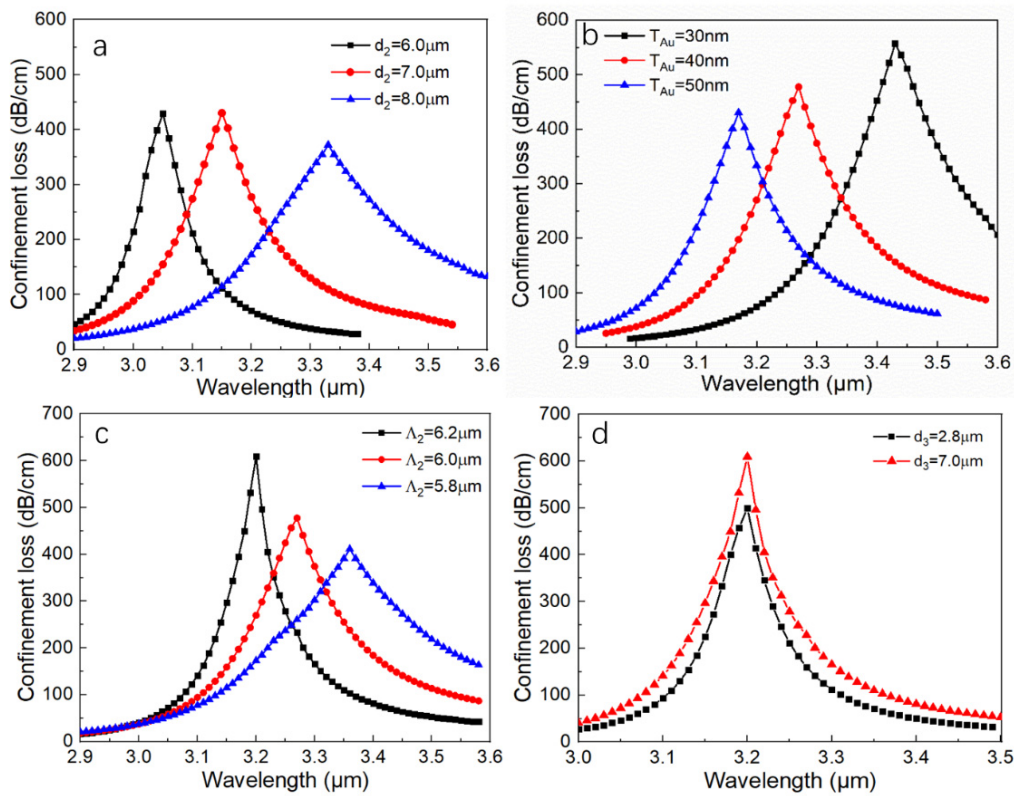 a
d₂=6.0μm
d₂=7.0μm
d₂=8.0μm
600
500
400
300
200
100
0
Confinement loss (dB/cm)
2.9 3.0 3.1 3.2 3.3 3.4 3.5 3.6
Wavelength (μm)
b
T_Au=30nm
T_Au=40nm
T_Au=50nm
600
500
400
300
200
100
0
Confinement loss (dB/cm)
2.9 3.0 3.1 3.2 3.3 3.4 3.5 3.6
Wavelength (μm)
c
Λ₂=6.2μm
Λ₂=6.0μm
Λ₂=5.8μm
700
600
500
400
300
200
100
0
Confinement loss (dB/cm)
2.9 3.0 3.1 3.2 3.3 3.4 3.5 3.6
Wavelength (μm)
d
d₃=2.8μm
d₃=7.0μm
700
600
500
400
300
200
100
0
Confinement loss (dB/cm)
3.0 3.1 3.2 3.3 3.4 3.5
Wavelength (μm)